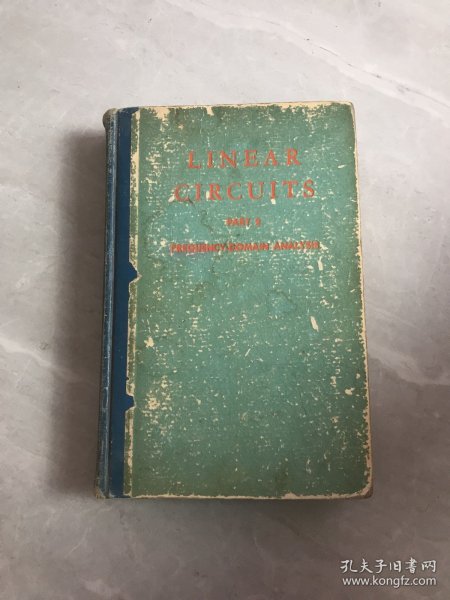 LINEAR
CIRCUITS
PART 2
FREQUENCY-DOMAIN ANALYSIS
孔夫子旧书网
www.kongfz.com